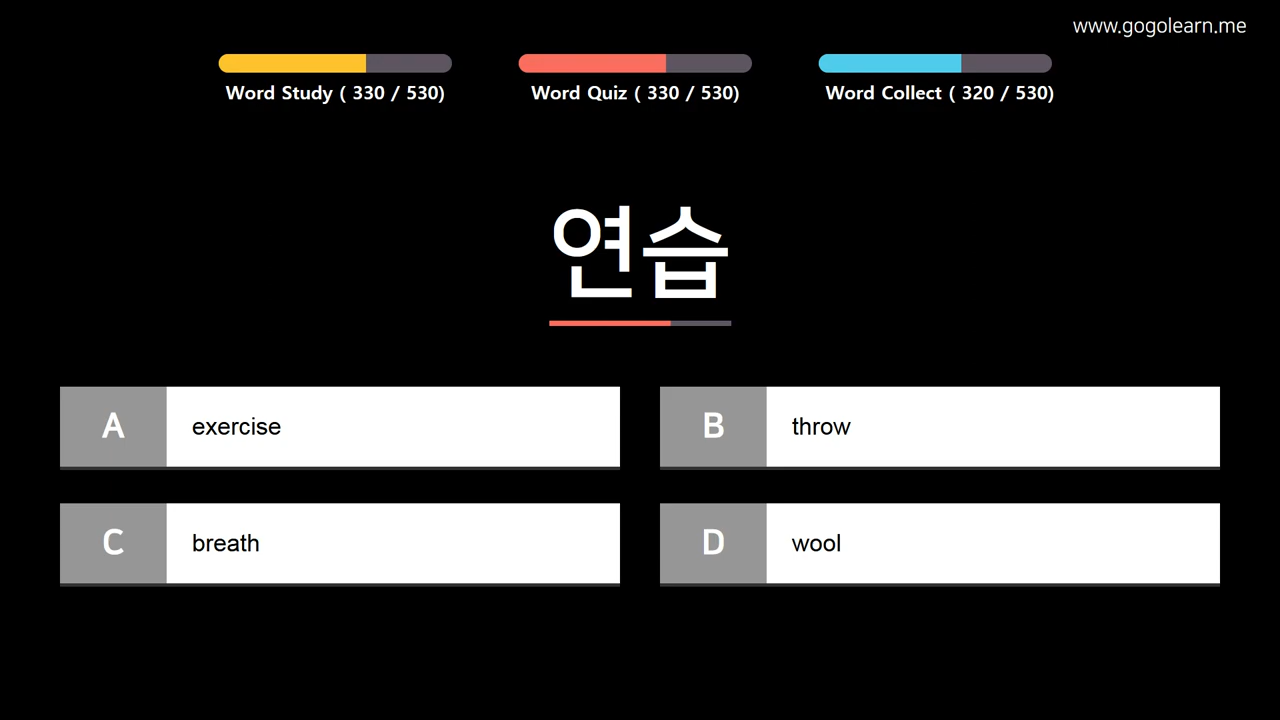 www.gogolearn.me
Word Study ( 330 / 530)
Word Quiz ( 330 / 530)
Word Collect ( 320 / 530)
연습
A
exercise
B
throw
C
breath
D
wool